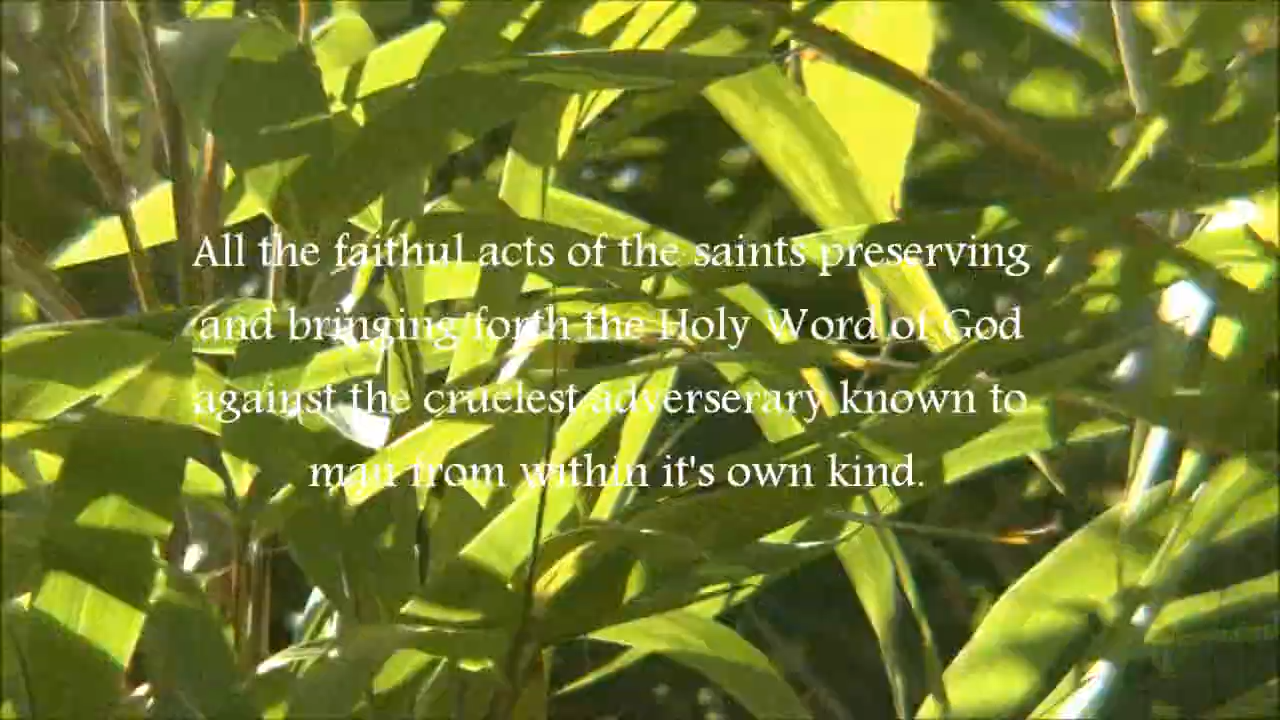 All the faithul acts of the saints preserving
and bringing forth the Holy Word of God
against the cruelest adverserary known to
man from within it's own kind.